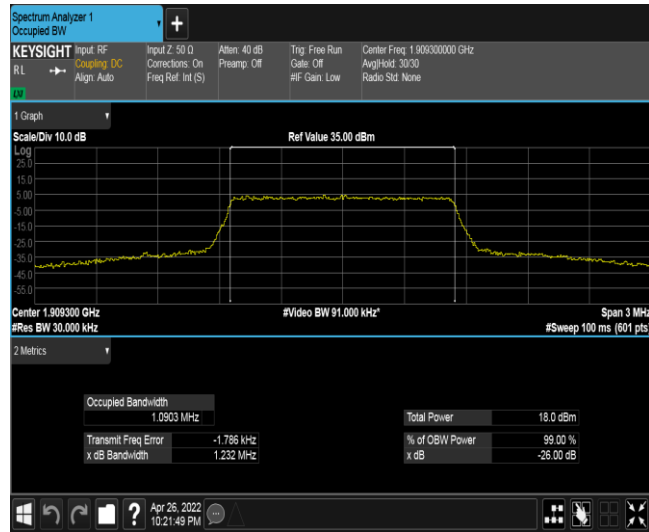 Spectrum Analyzer 1
Occupied BW
KEYSIGHT
Input: RF
Coupling: DC
Align: Auto
Input Z: 50 Ω
Corrections: On
Freq Ref: Int (S)
Atten: 40 dB
Preamp: Off
Trig: Free Run
Gate: Off
#IF Gain: Low
Center Freq: 1.909300000 GHz
Avg|Hold: 30/30
Radio Std: None
RL
LXI
1 Graph
Scale/Div 10.0 dB
Ref Value 35.00 dBm
Log
25.0
15.0
5.00
-5.00
-15.0
-25.0
-35.0
-45.0
-55.0
Center 1.909300 GHz
#Video BW 91.000 kHz*
Span 3 MHz
#Res BW 30.000 kHz
#Sweep 100 ms (601 pts)
2 Metrics
Occupied Bandwidth
1.0903 MHz
Total Power 18.0 dBm
Transmit Freq Error -1.786 kHz
% of OBW Power 99.00 %
x dB Bandwidth 1.232 MHz
x dB -26.00 dB
?
Apr 26, 2022
10:21:49 PM